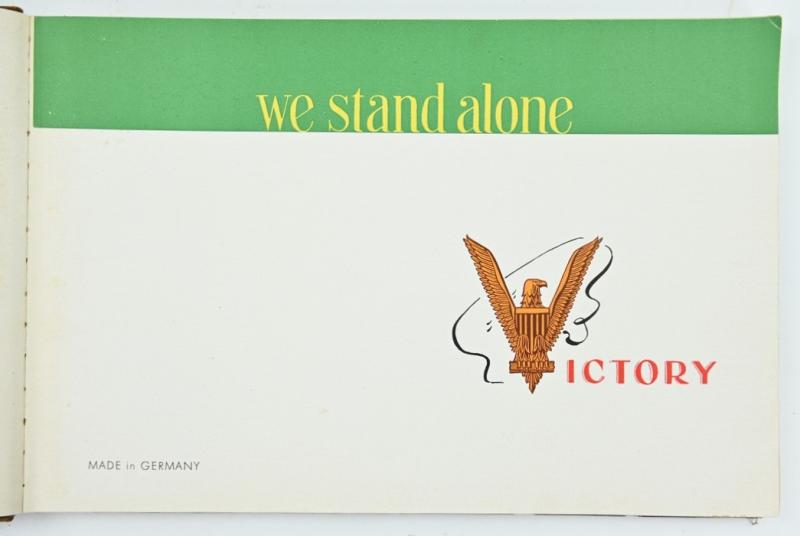 we stand alone
VICTORY
MADE in GERMANY